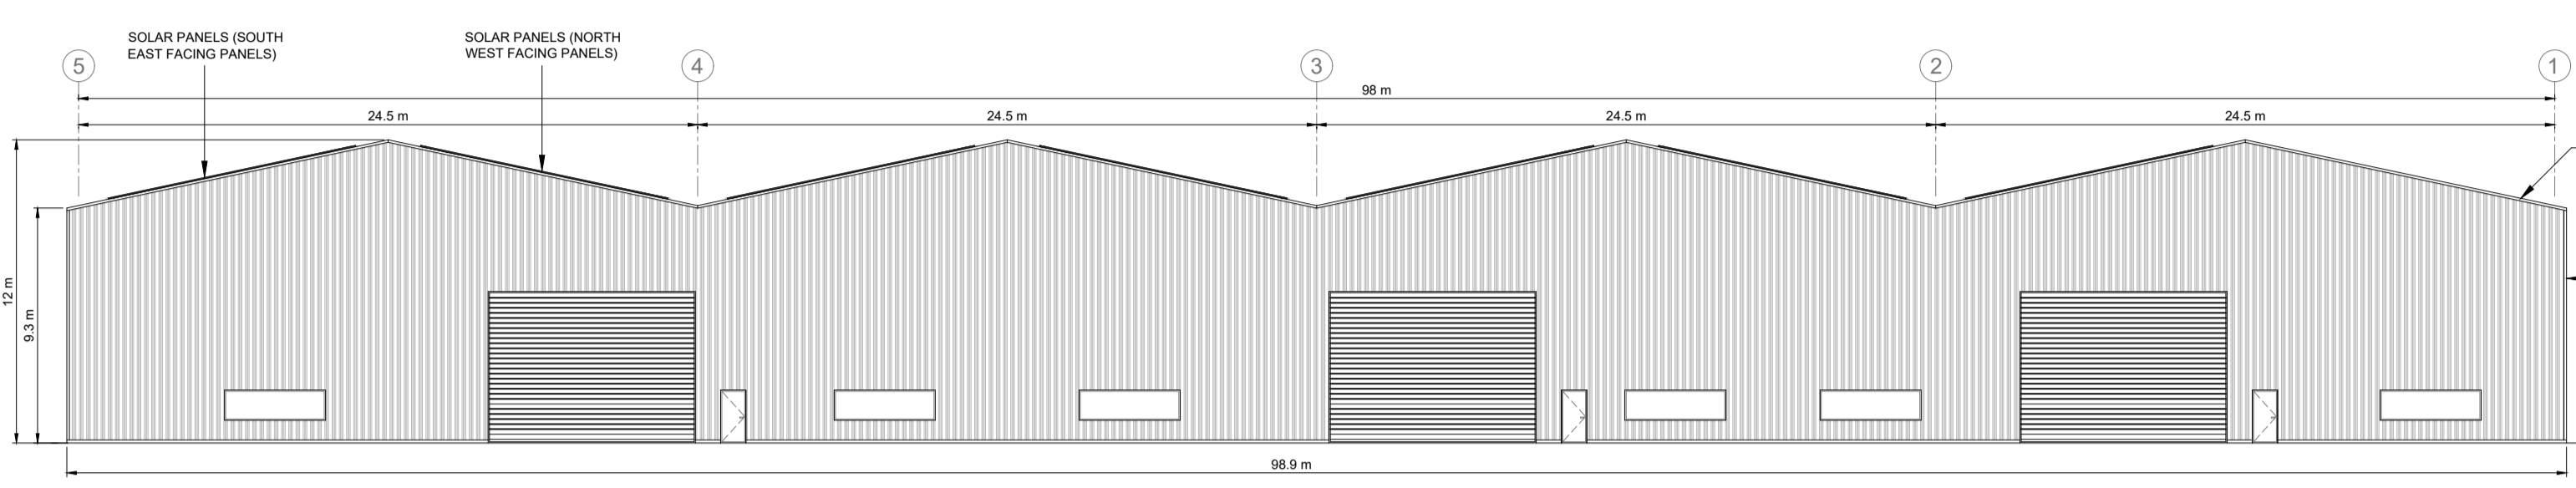 SOLAR PANELS (SOUTH
EAST FACING PANELS)
SOLAR PANELS (NORTH
WEST FACING PANELS)
5
4
3
2
1
98 m
24.5 m
24.5 m
24.5 m
24.5 m
12 m
9.3 m
98.9 m